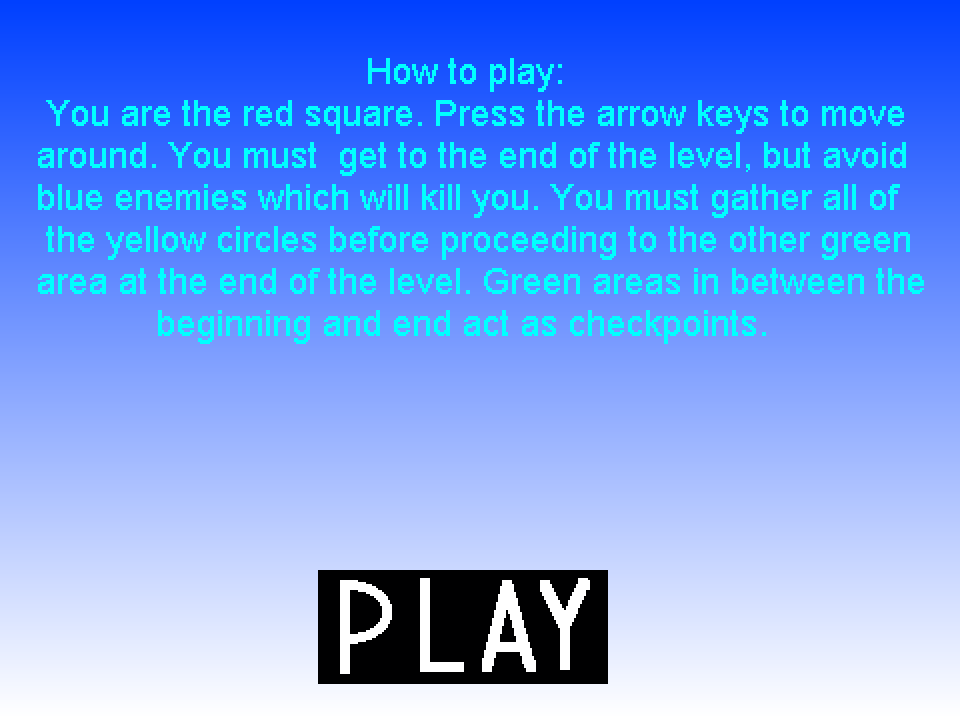 How to play:
You are the red square. Press the arrow keys to move
around. You must  get to the end of the level, but avoid
blue enemies which will kill you. You must gather all of
the yellow circles before proceeding to the other green
area at the end of the level. Green areas in between the
beginning and end act as checkpoints.
PLAY